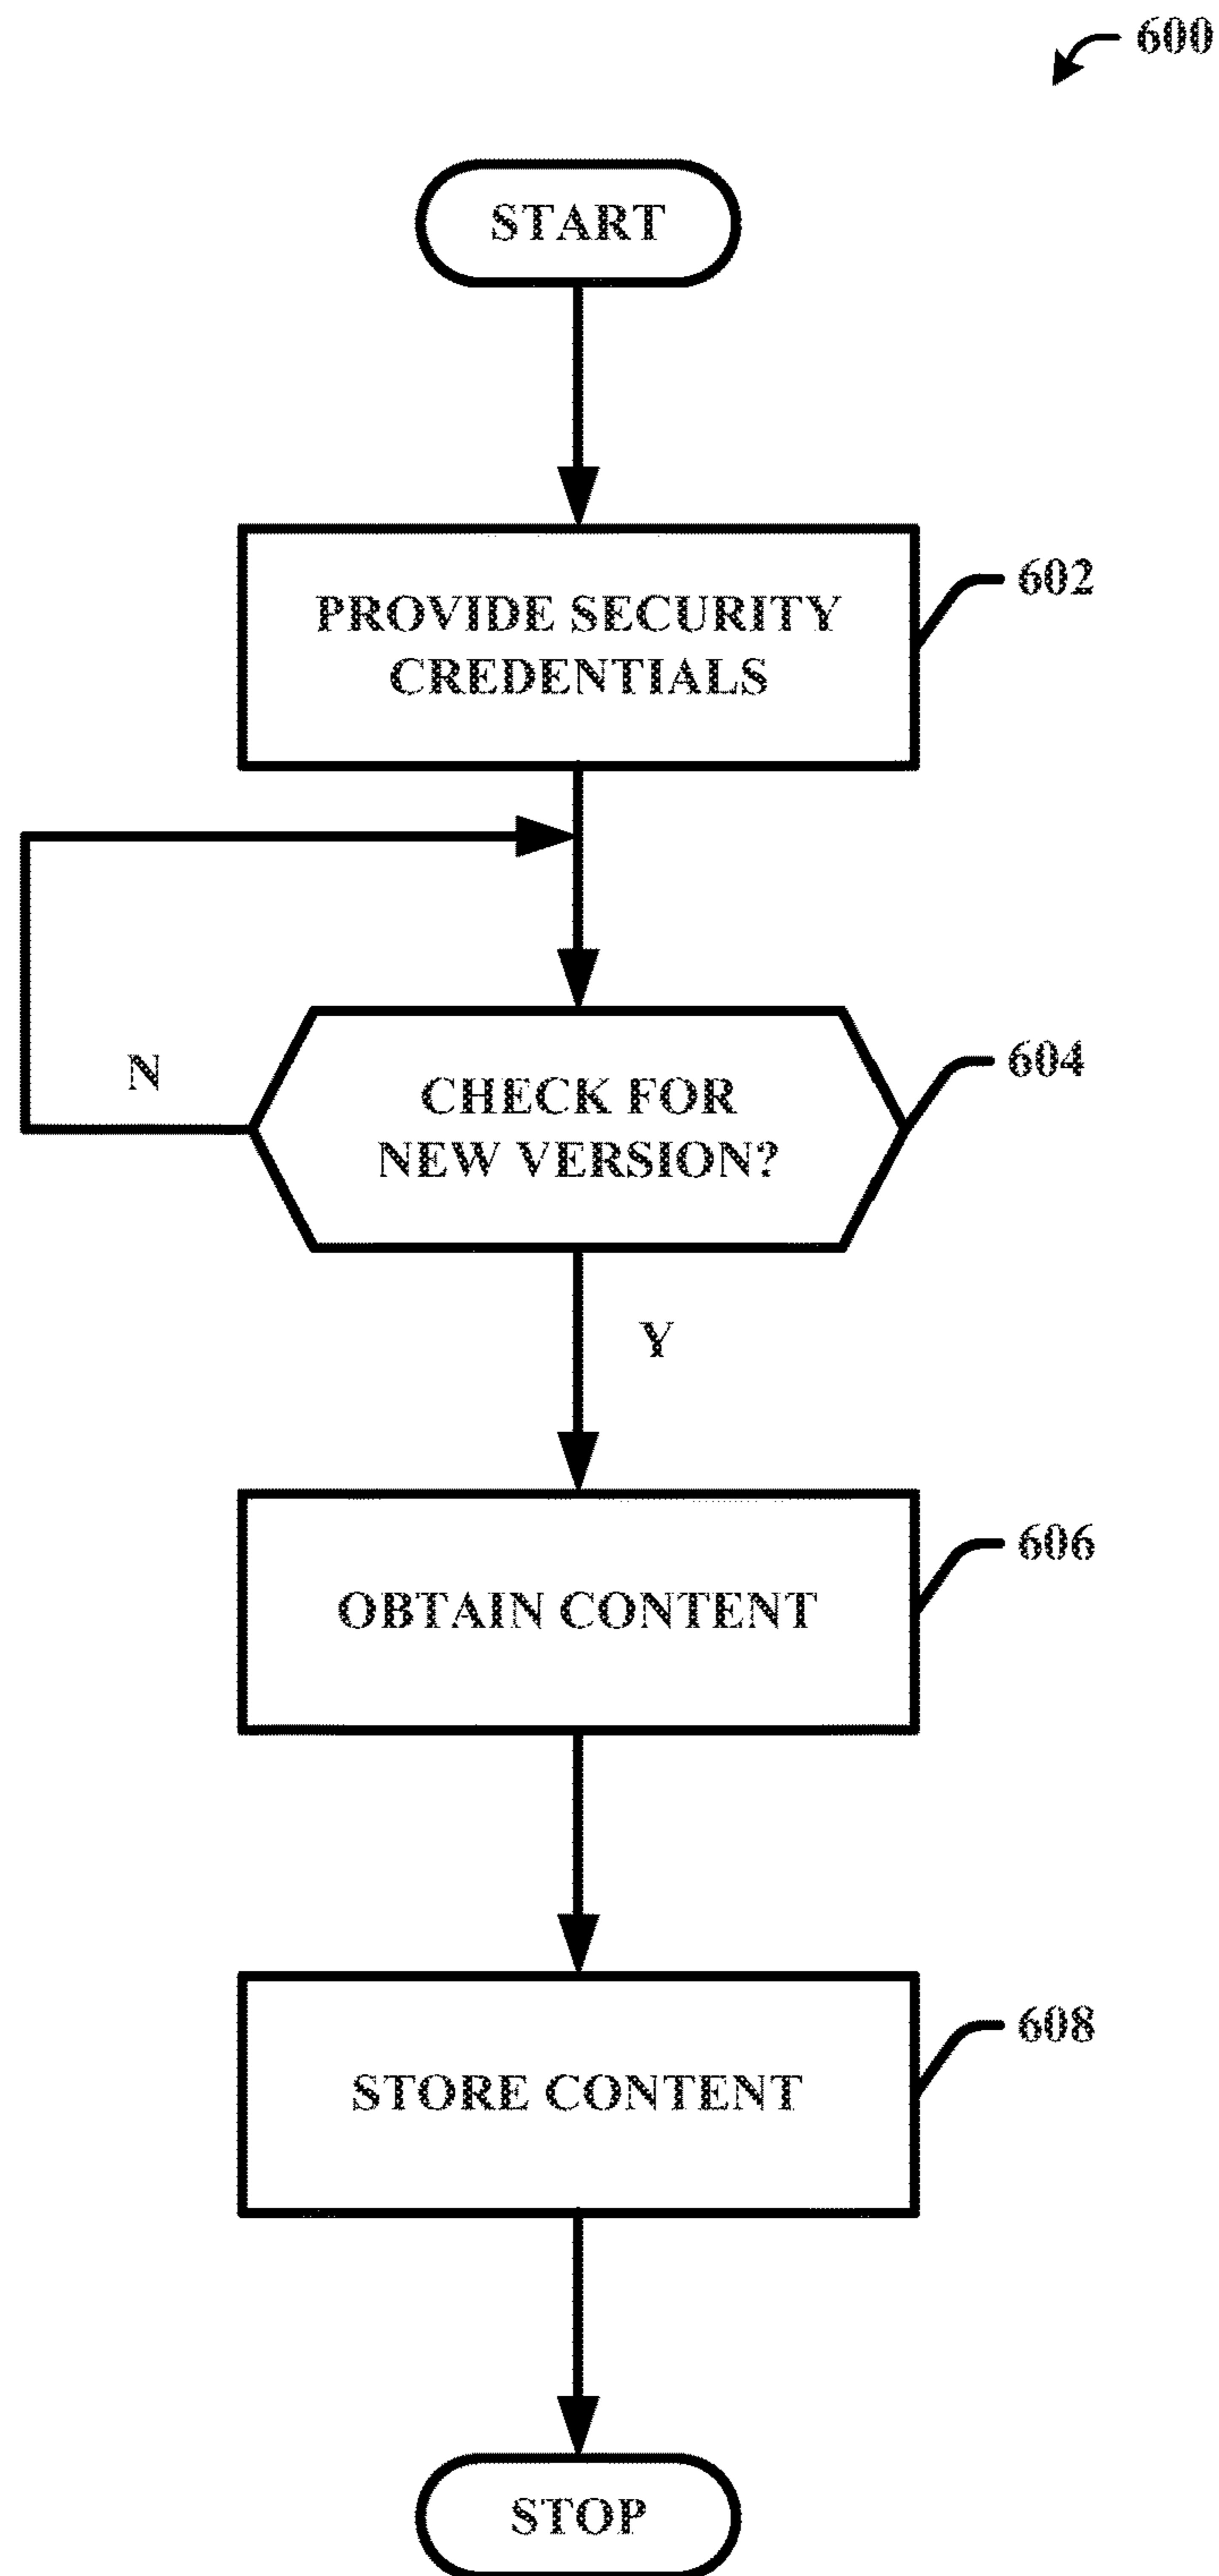 600
START
PROVIDE SECURITY
CREDENTIALS
602
N
CHECK FOR
NEW VERSION?
604
Y
OBTAIN CONTENT
606
STORE CONTENT
608
STOP